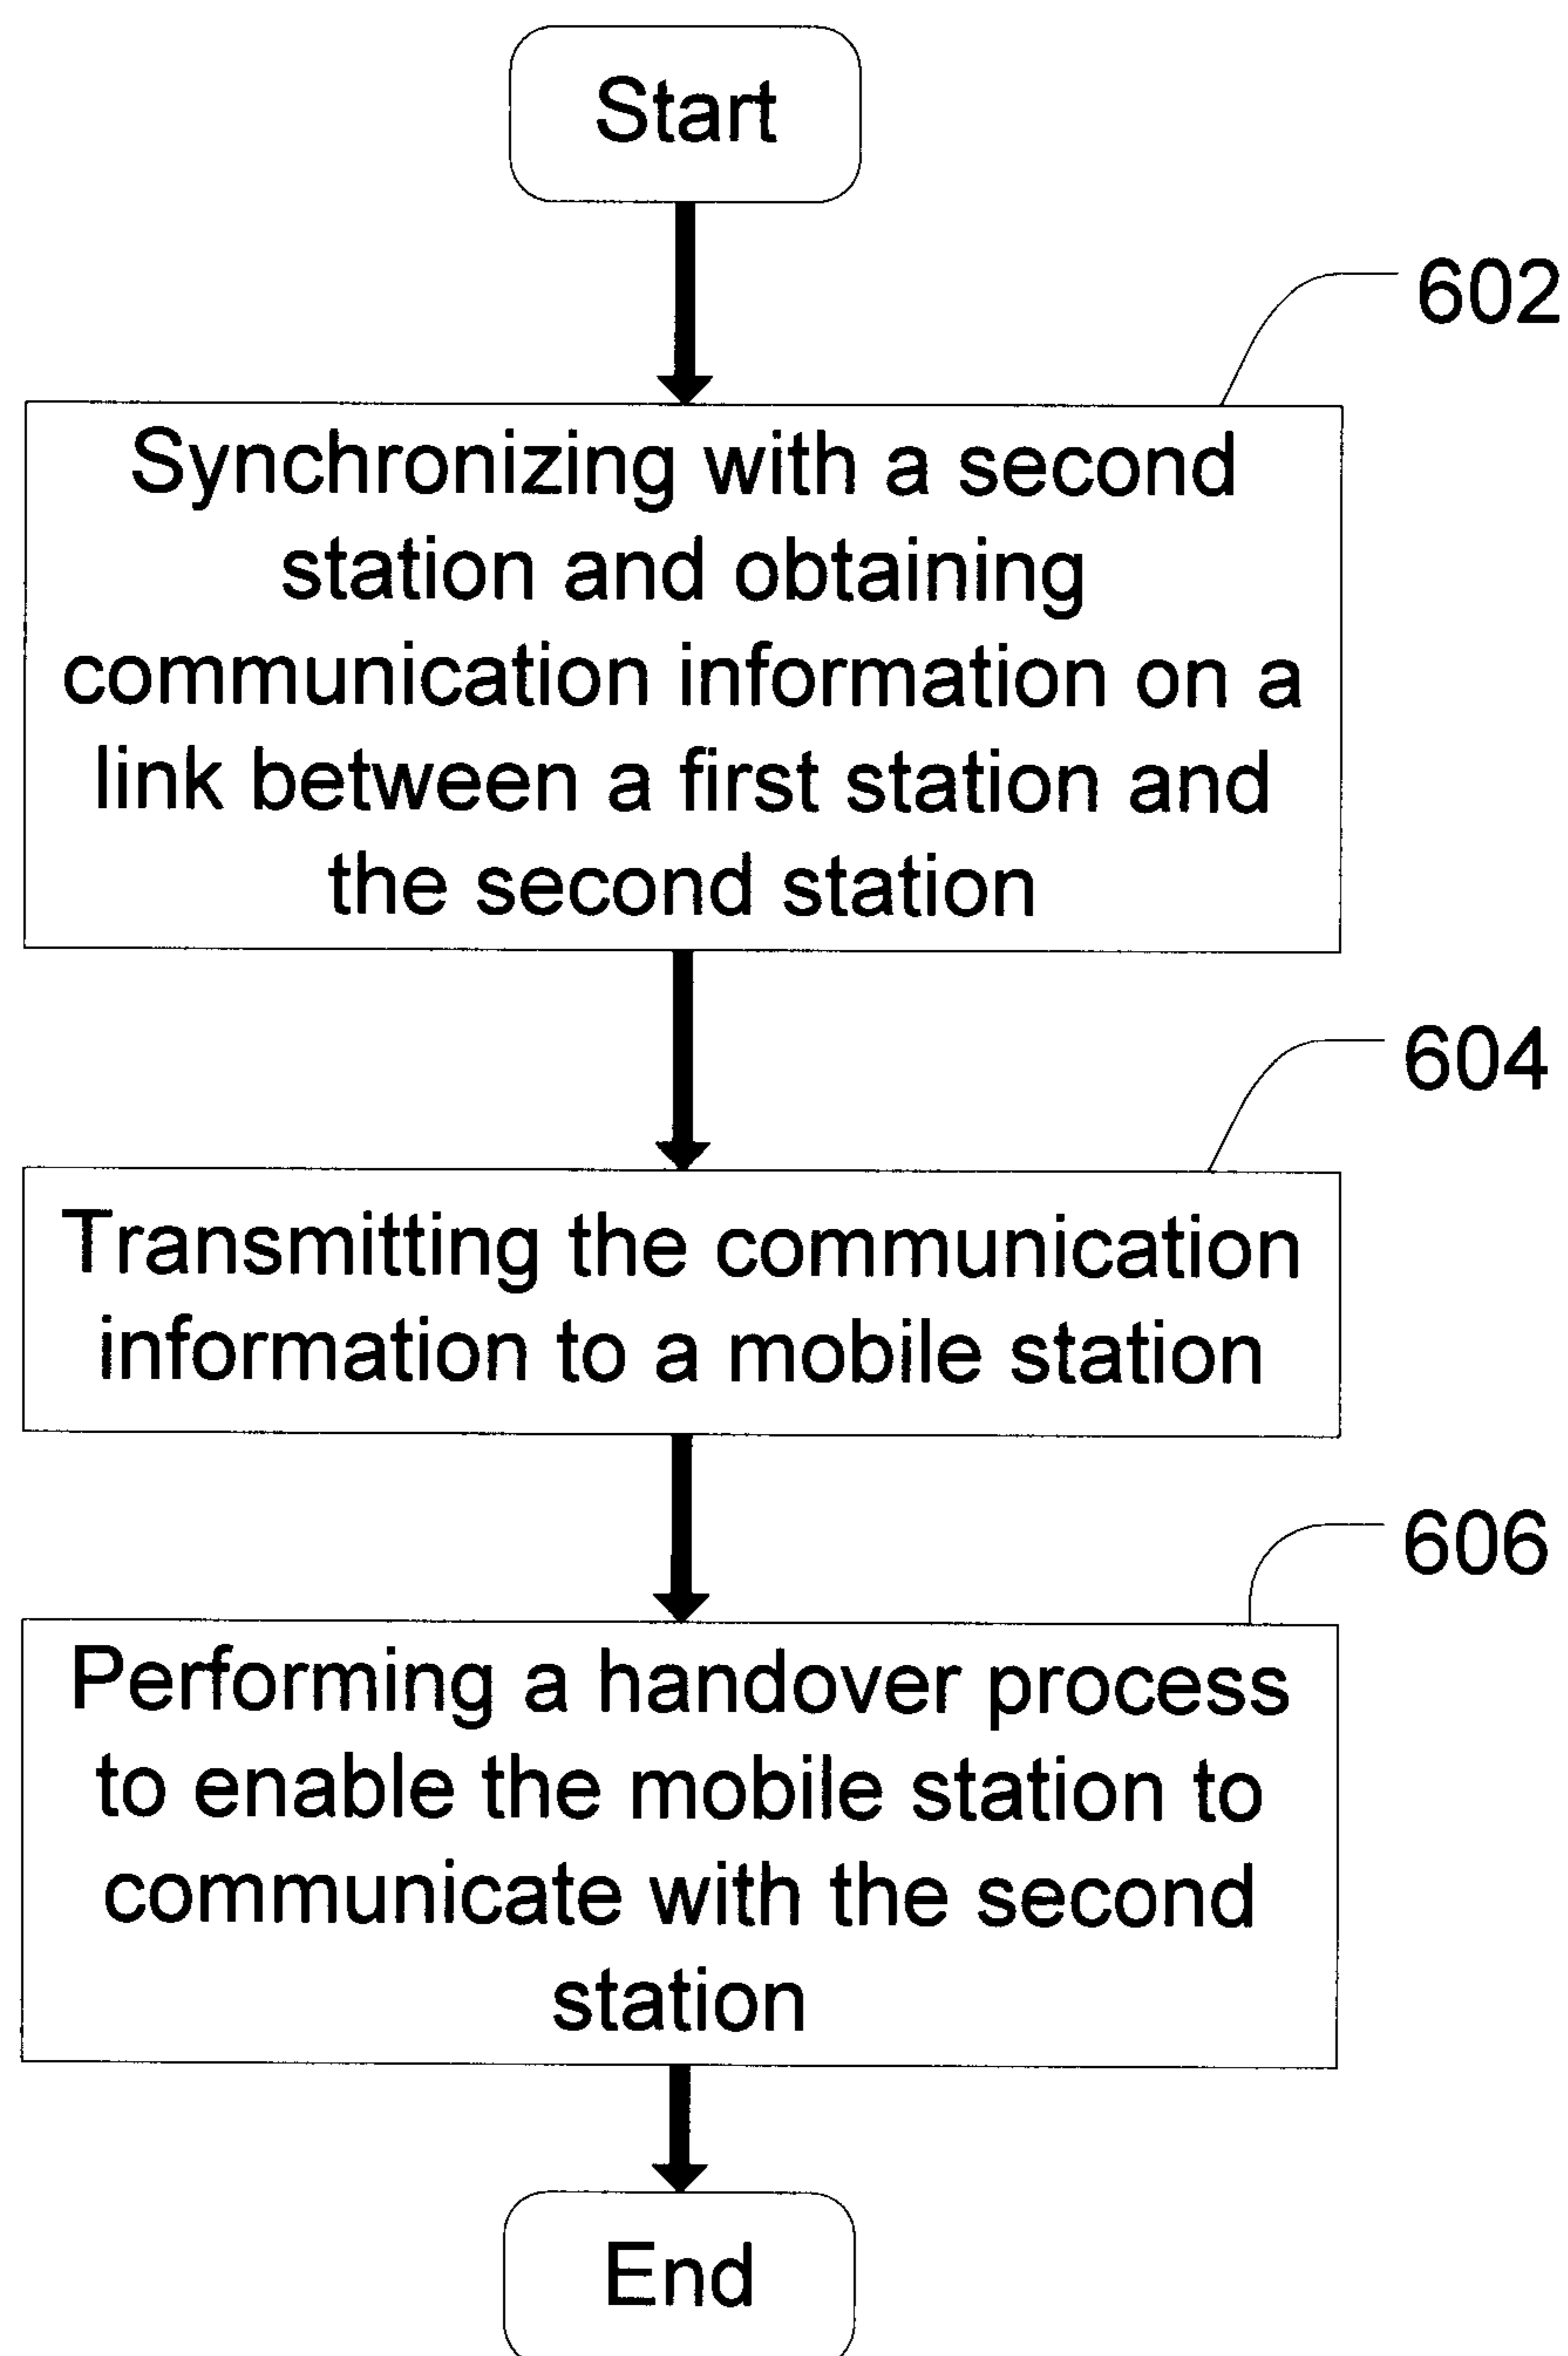 Start
602
Synchronizing with a second
station and obtaining
communication information on a
link between a first station and
the second station
604
Transmitting the communication
information to a mobile station
606
Performing a handover process
to enable the mobile station to
communicate with the second
station
End